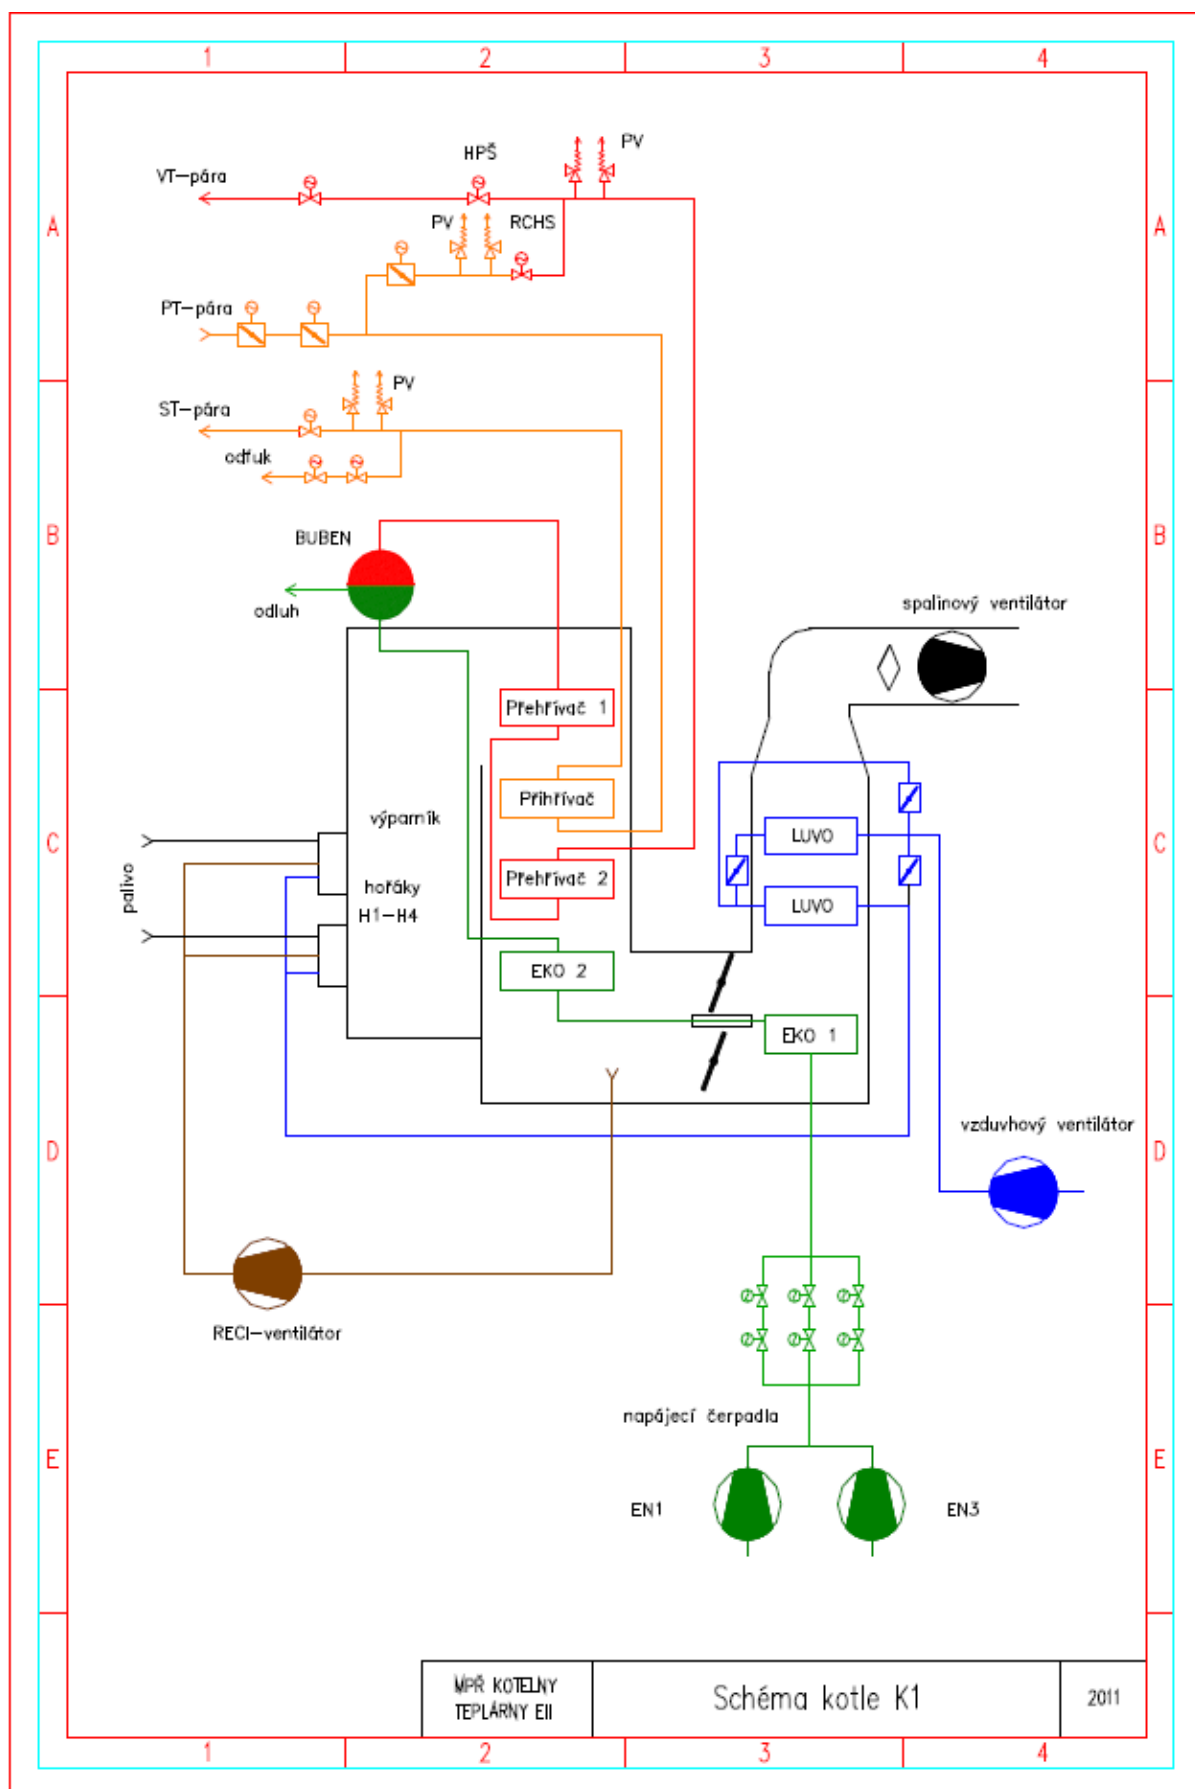 1 2 3 4
HPŠ PV
VT-pára
A PV RCHS A
PT-pára
PV
ST-pára
odfuk
B BUBEN B
odluh
spalinový ventilátor
Přehřívač 1
Přihřívač
výparník
C LUVO C
palivo
Přehřívač 2
hořáky
H1-H4
LUVO
EKO 2
EKO 1
vzduvhový ventilátor
D D
RECI-ventilátor
napájecí čerpadla
E E
EN1 EN3
MPŘ KOTELNY
TEPLÁRNY EII
Schéma kotle K1
2011
1 2 3 4